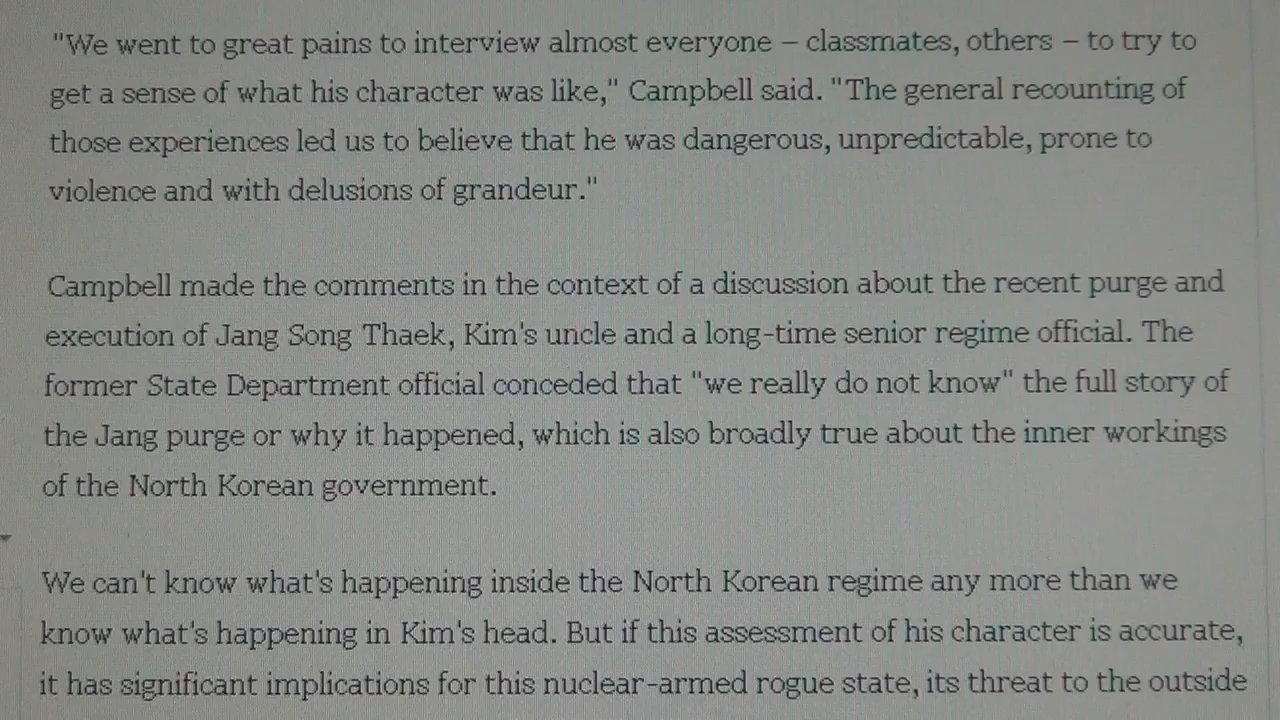 "We went to great pains to interview almost everyone – classmates, others – to try to
get a sense of what his character was like," Campbell said. "The general recounting of
those experiences led us to believe that he was dangerous, unpredictable, prone to
violence and with delusions of grandeur."
Campbell made the comments in the context of a discussion about the recent purge and
execution of Jang Song Thaek, Kim's uncle and a long-time senior regime official. The
former State Department official conceded that "we really do not know" the full story of
the Jang purge or why it happened, which is also broadly true about the inner workings
of the North Korean government.
We can't know what's happening inside the North Korean regime any more than we
know what's happening in Kim's head. But if this assessment of his character is accurate,
it has significant implications for this nuclear-armed rogue state, its threat to the outside